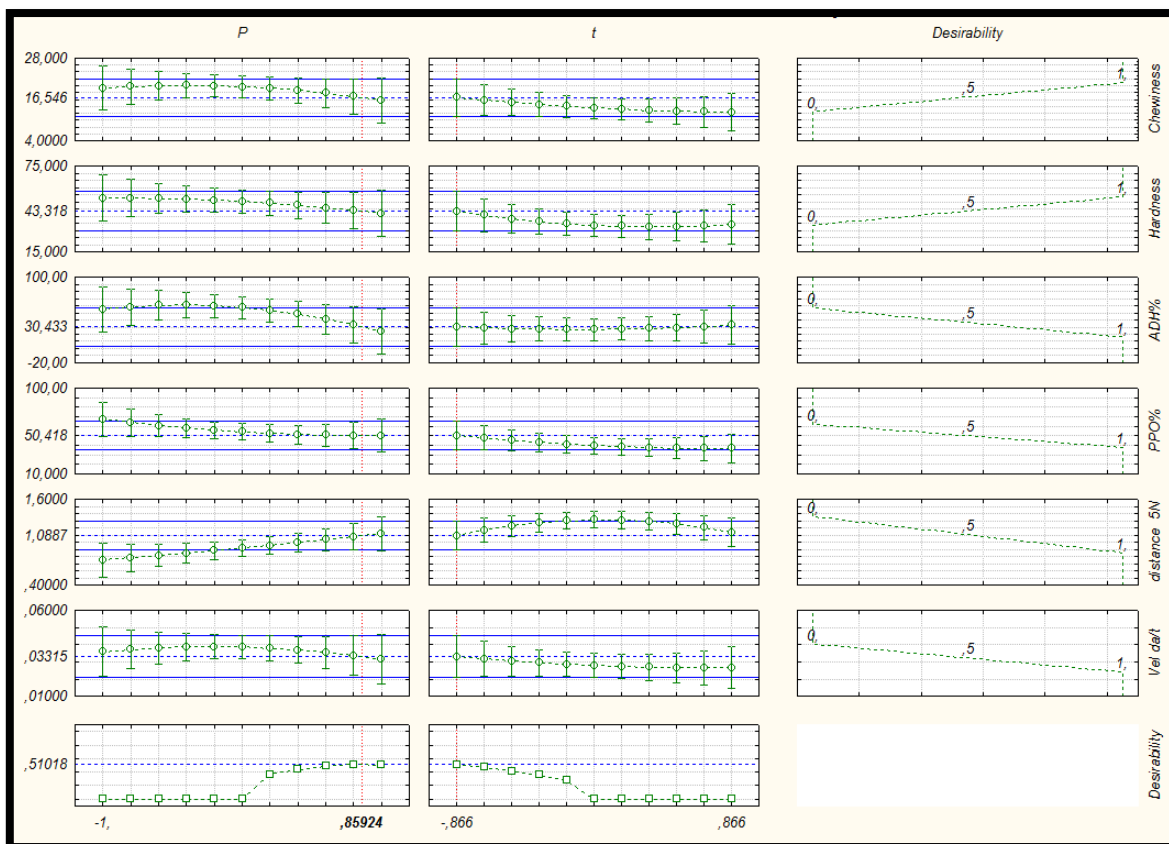 P t Desirability
28,000
16,546
4,0000
0, ,5 1,
Chewiness
75,000
43,318
15,000
0, ,5 1,
Hardness
100,00
30,433
-20,00
0, ,5 1,
ADH%
100,00
50,418
10,000
0, ,5 1,
PPO%
1,6000
1,0887
,40000
0, ,5 1,
distance 5N
,06000
,03315
,01000
0, ,5 1,
Vel da/t
,51018
Desirability
-1, ,85924 -,866 ,866